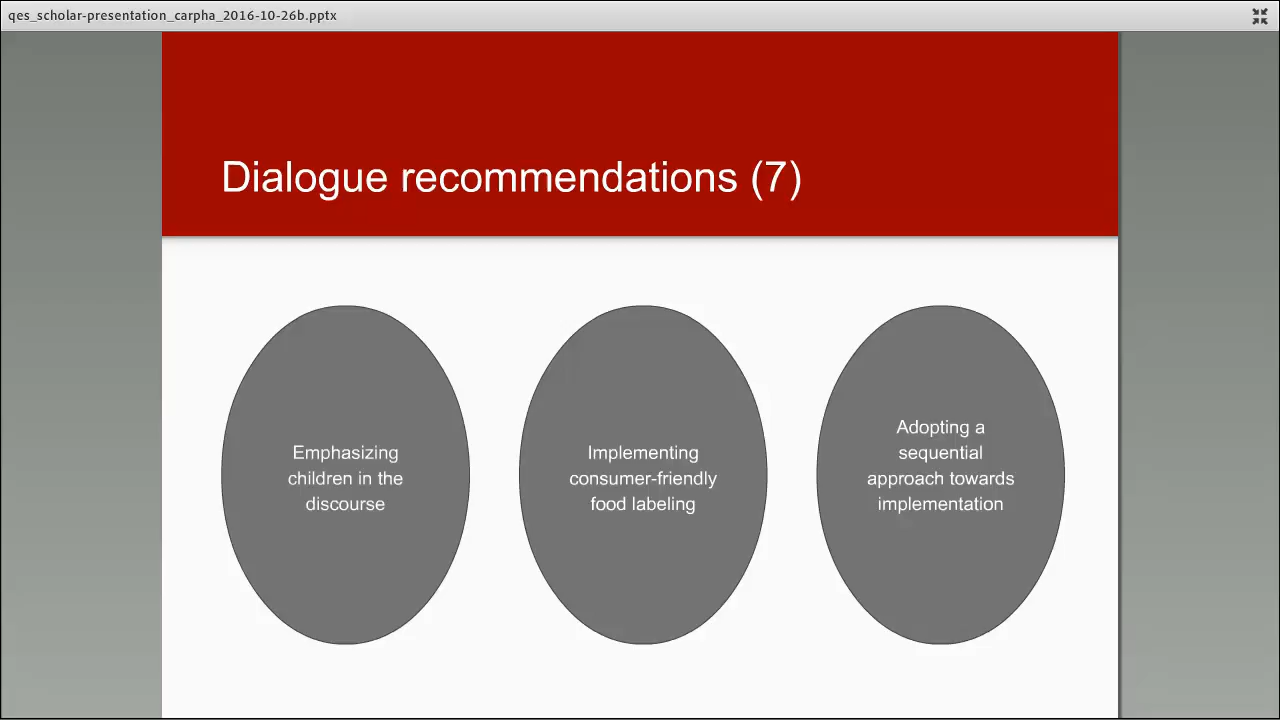 qes_scholar-presentation_carpha_2016-10-26b.pptx
Dialogue recommendations (7)
Emphasizing
children in the
discourse
Implementing
consumer-friendly
food labeling
Adopting a
sequential
approach towards
implementation